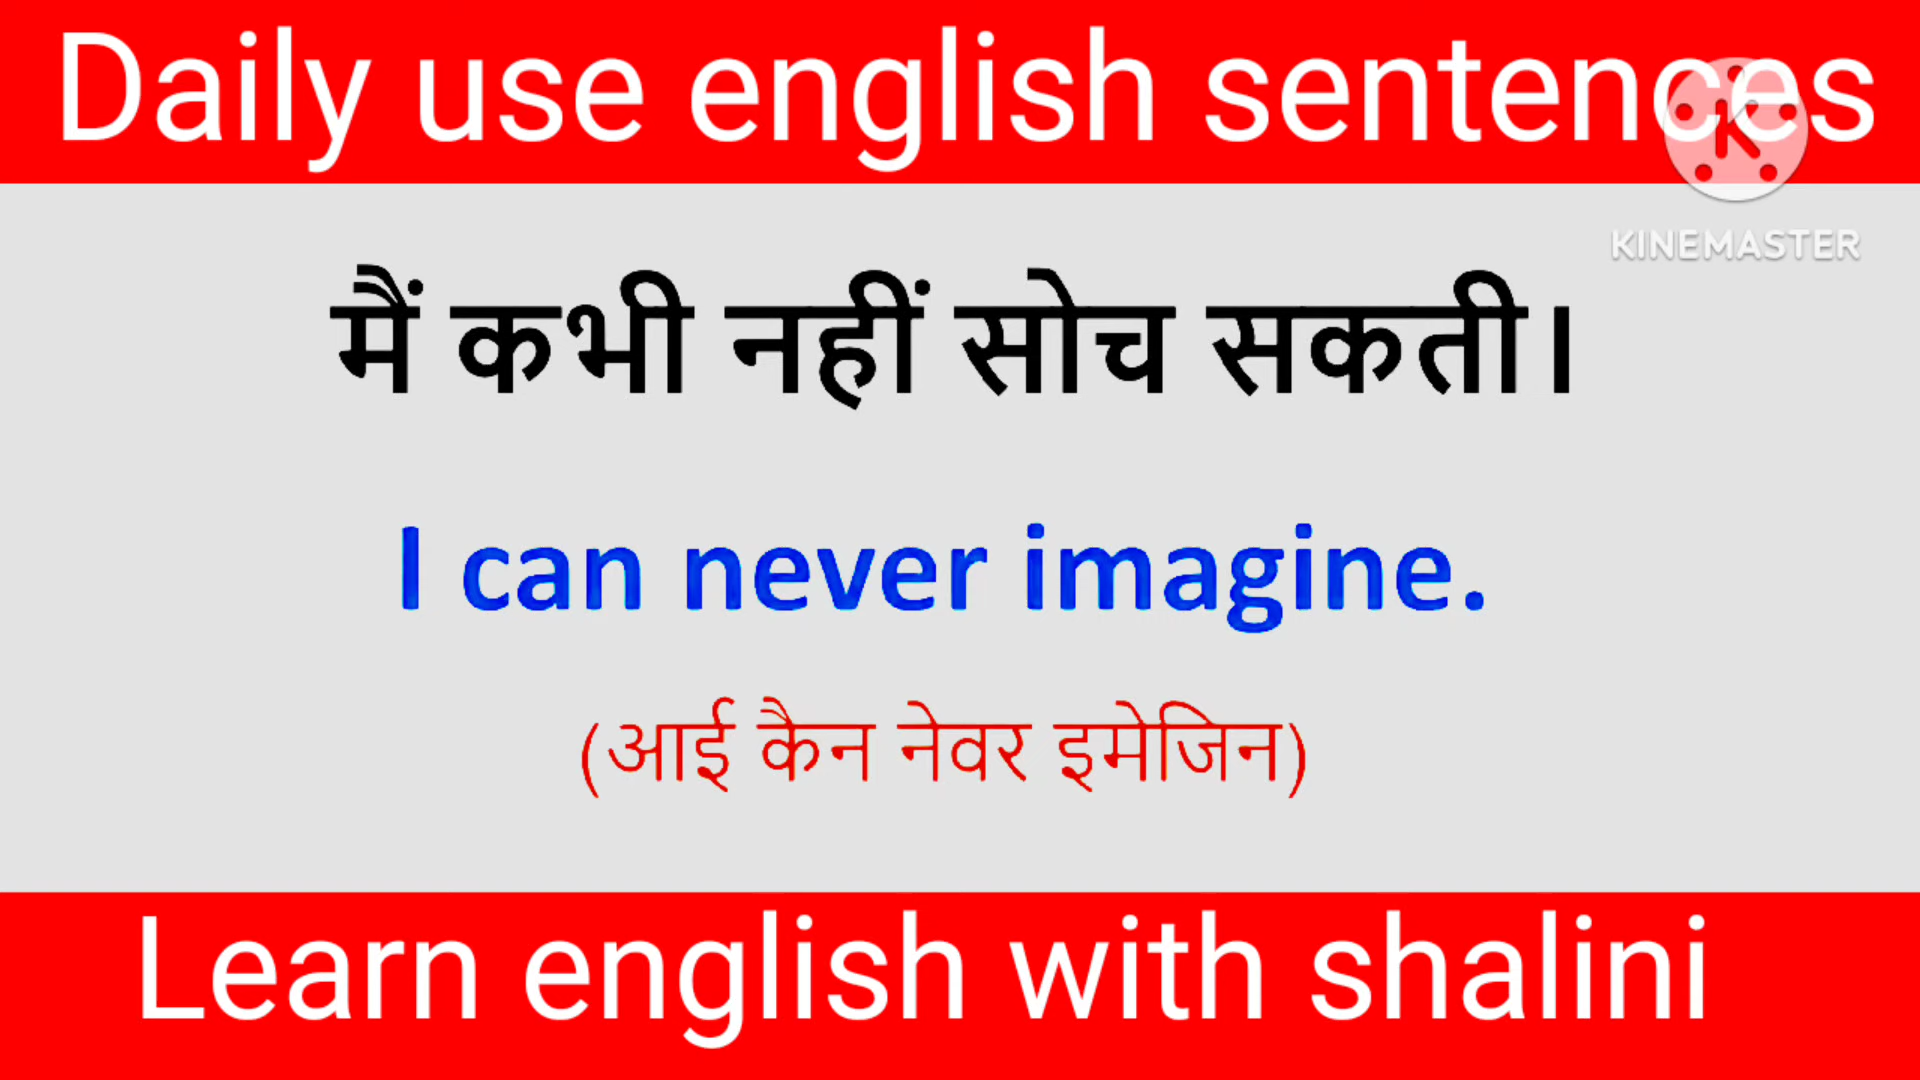 Daily use english sentences
KINEMASTER
मैं कभी नहीं सोच सकती।
I can never imagine.
(आई कैन नेवर इमेजिन)
Learn english with shalini